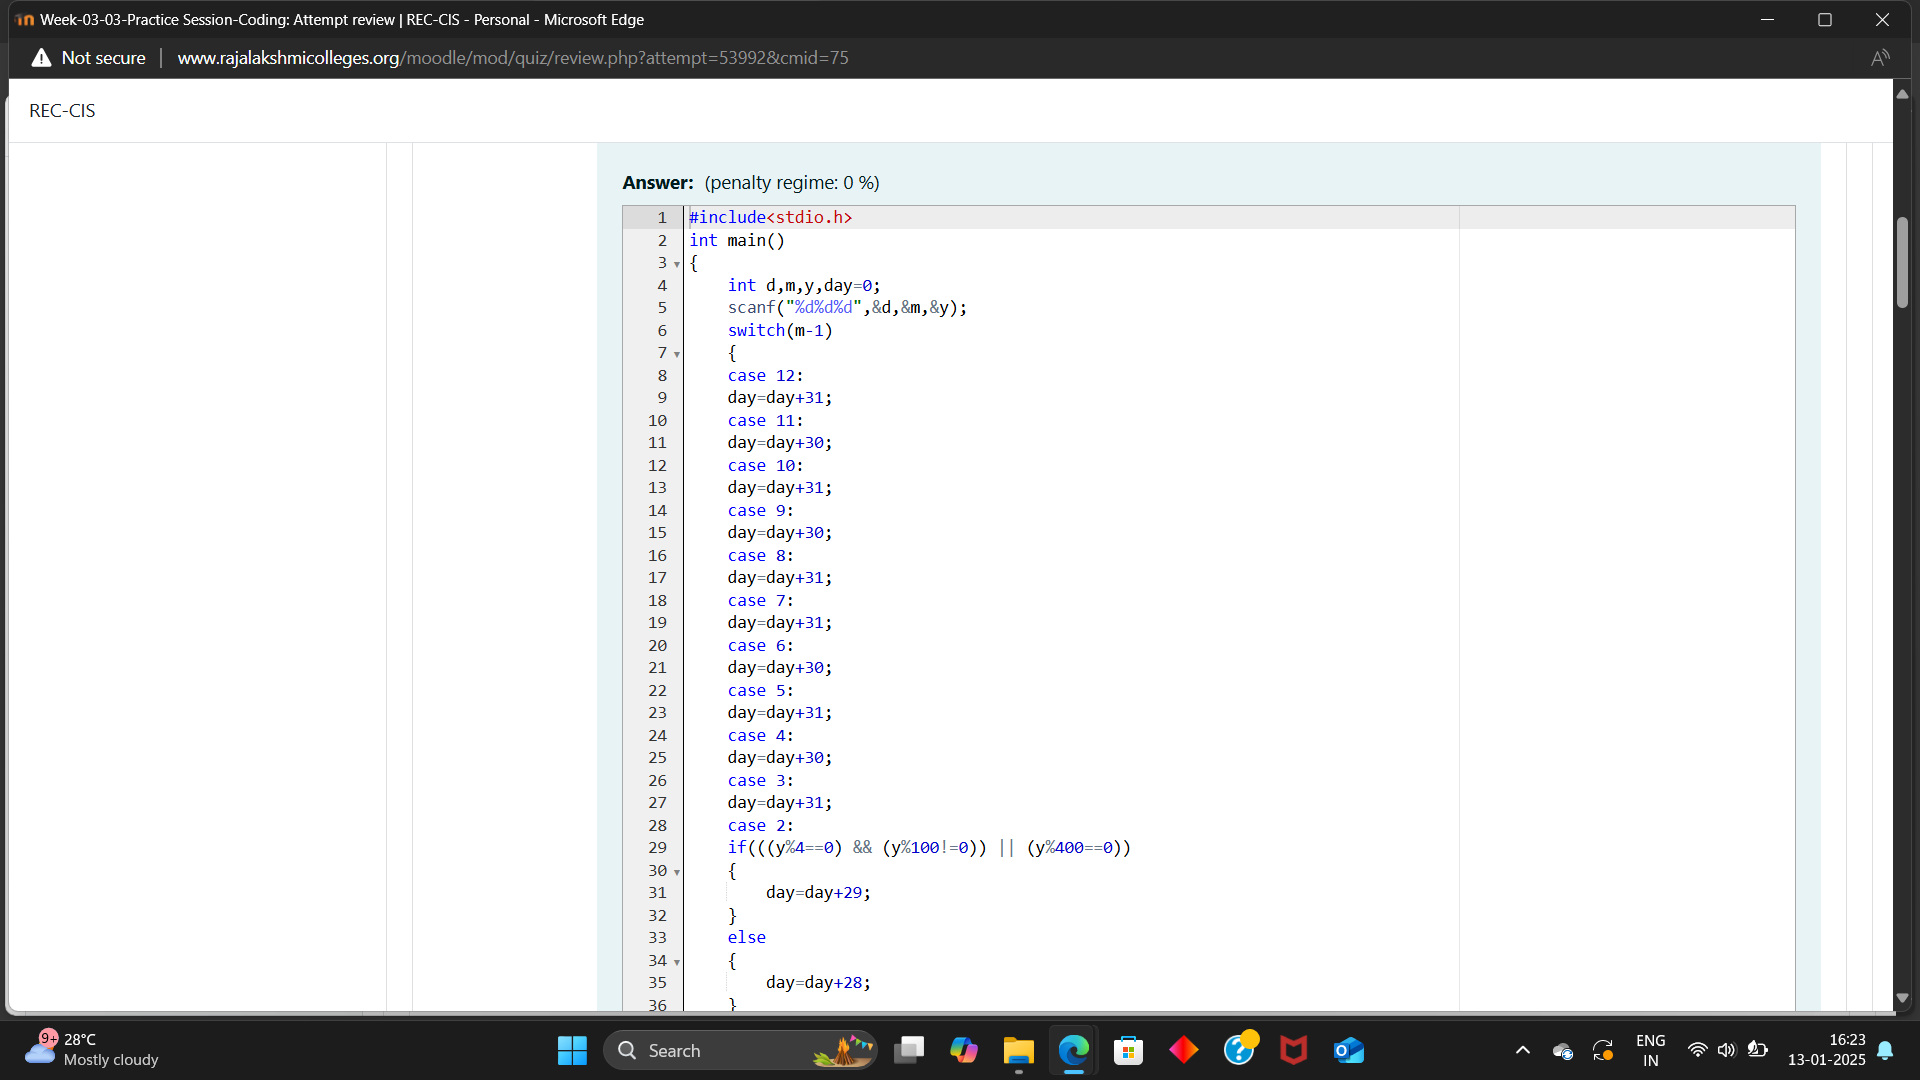 Week-03-03-Practice Session-Coding: Attempt review | REC-CIS - Personal - Microsoft Edge
Not secure | www.rajalakshmicolleges.org/moodle/mod/quiz/review.php?attempt=53992&cmid=75
REC-CIS
Answer: (penalty regime: 0 %)
1 #include<stdio.h>
2 int main()
3 {
4 int d,m,y,day=0;
5 scanf("%d%d%d",&d,&m,&y);
6 switch(m-1)
7 {
8 case 12:
9 day=day+31;
10 case 11:
11 day=day+30;
12 case 10:
13 day=day+31;
14 case 9:
15 day=day+30;
16 case 8:
17 day=day+31;
18 case 7:
19 day=day+31;
20 case 6:
21 day=day+30;
22 case 5:
23 day=day+31;
24 case 4:
25 day=day+30;
26 case 3:
27 day=day+31;
28 case 2:
29 if(((y%4==0) && (y%100!=0)) || (y%400==0))
30 {
31 day=day+29;
32 }
33 else
34 {
35 day=day+28;
36 }
9+ 28°C
Mostly cloudy
Search
ENG
IN
16:23
13-01-2025